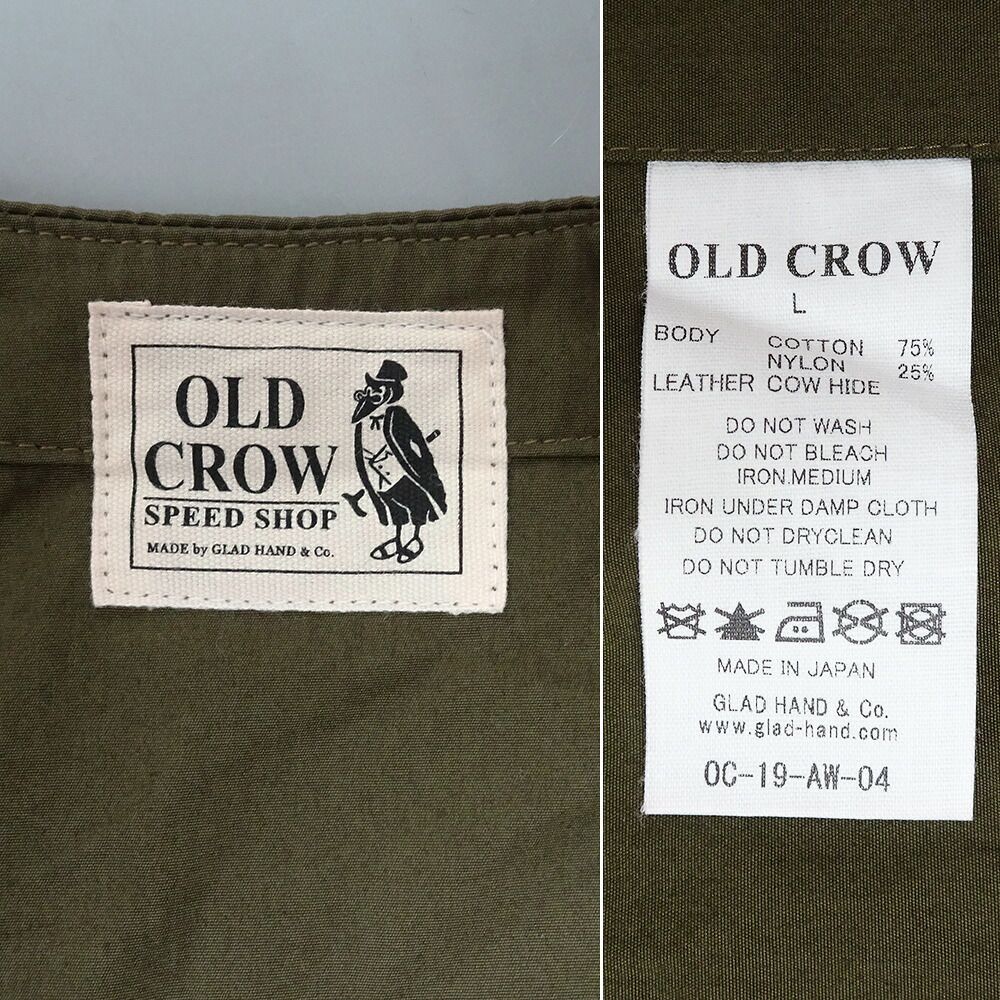 OLD
CROW
SPEED SHOP
MADE by GLAD HAND & Co.
OLD CROW
L
BODY COTTON 75%
NYLON 25%
LEATHER COW HIDE
DO NOT WASH
DO NOT BLEACH
IRON.MEDIUM
IRON UNDER DAMP CLOTH
DO NOT DRYCLEAN
DO NOT TUMBLE DRY
MADE IN JAPAN
GLAD HAND & Co.
www.glad-hand.com
OC-19-AW-04